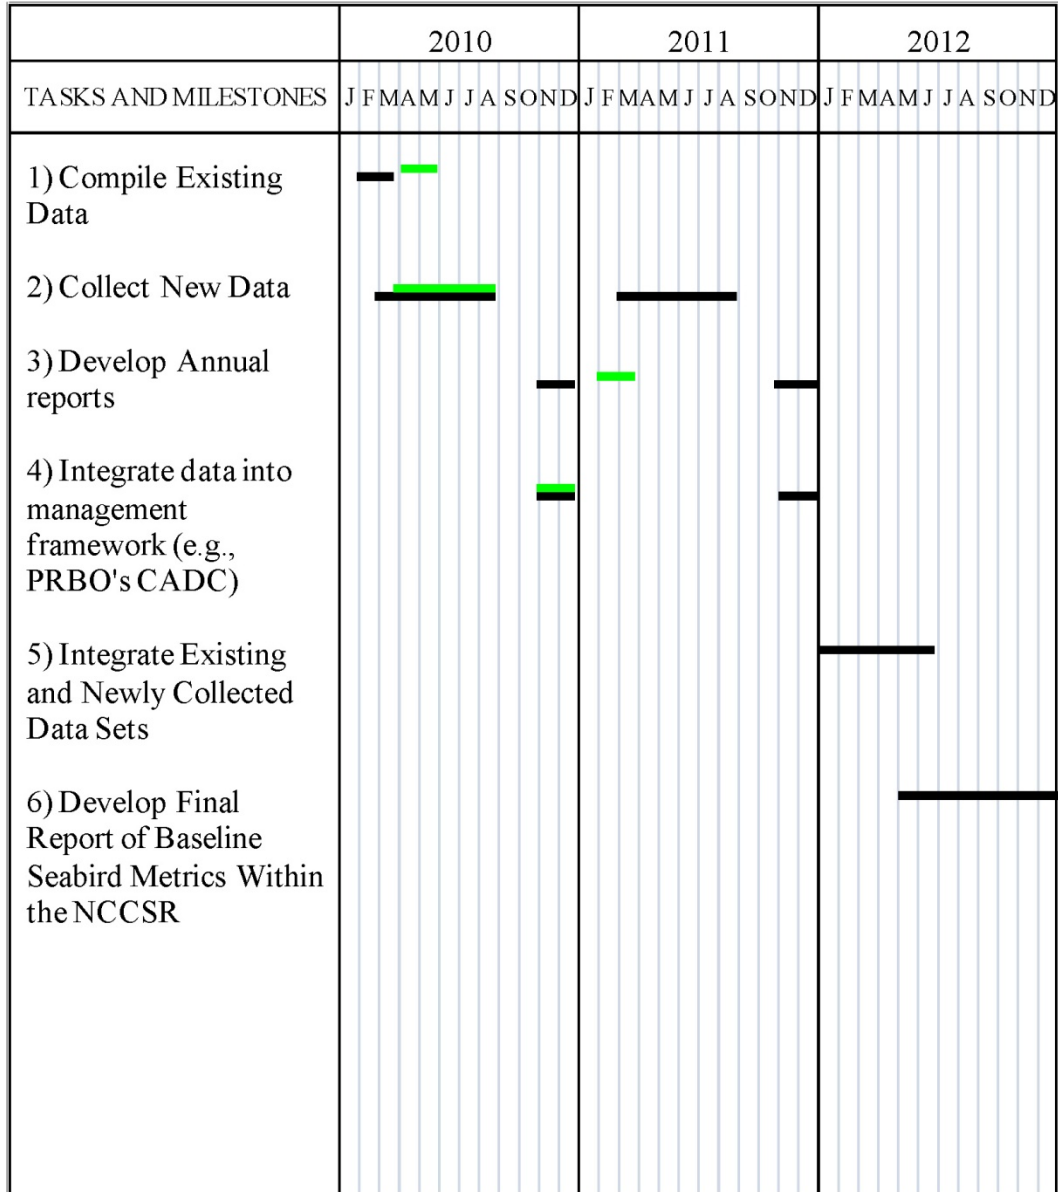 2010 2011 2012
TASKS AND MILESTONES J F M A M J J A S O N D J F M A M J J A S O N D J F M A M J J A S O N D
1) Compile Existing
Data
2) Collect New Data
3) Develop Annual
reports
4) Integrate data into
management
framework (e.g.,
PRBO's CADC)
5) Integrate Existing
and Newly Collected
Data Sets
6) Develop Final
Report of Baseline
Seabird Metrics Within
the NCCSR